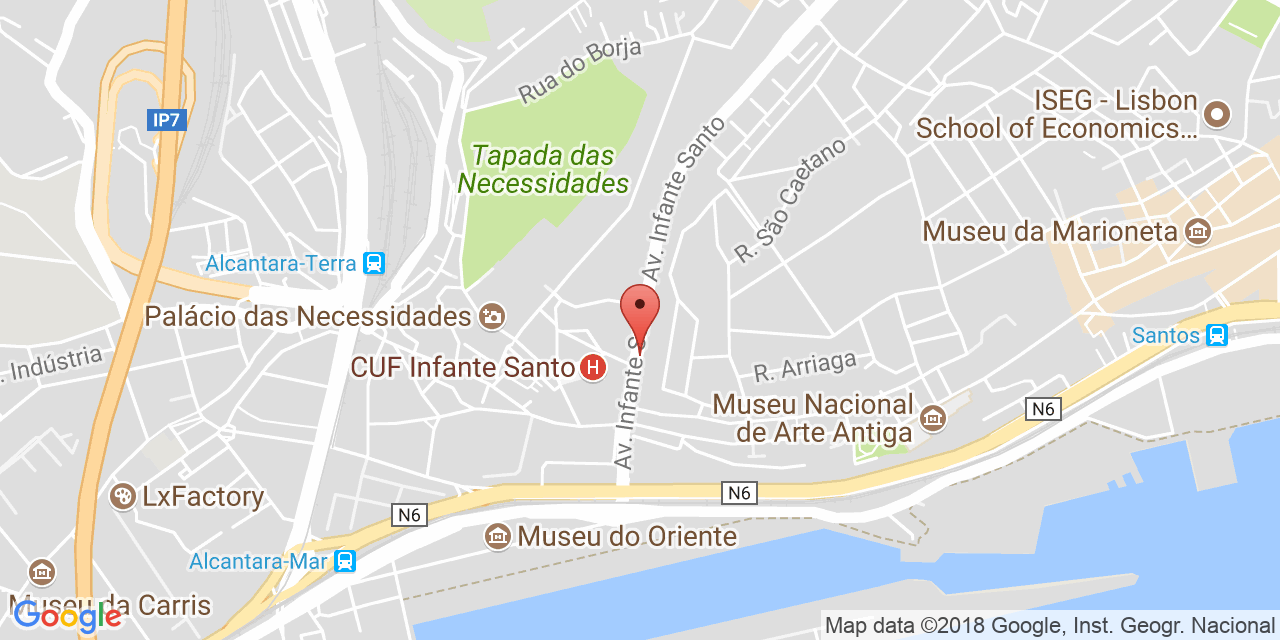 Rua do Borja
IP7
ISEG - Lisbon
School of Economics...
Tapada das
Necessidades
Av. Infante Santo
R. São Caetano
Museu da Marioneta
Alcantara-Terra
Palácio das Necessidades
Santos
. Indústria
CUF Infante Santo
H
Av. Infante S
R. Arriaga
Museu Nacional
de Arte Antiga
N6
LxFactory
N6
N6
Museu do Oriente
Alcantara-Mar
Museu da Carris
Google
Map data ©2018 Google, Inst. Geogr. Nacional